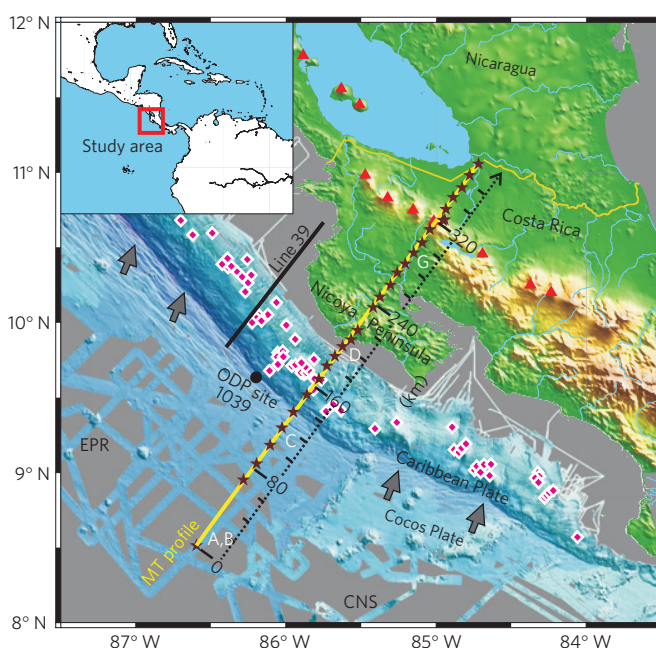 12° N
11° N
10° N
9° N
8° N
Study area
Nicaragua
Costa Rica
Line 39
320
G
Nicoya
Peninsula
240
D
(km)
ODP site
1039
160
C
EPR
80
Caribbean Plate
Cocos Plate
A,B
MT profile
0
CNS
87° W
86° W
85° W
84° W